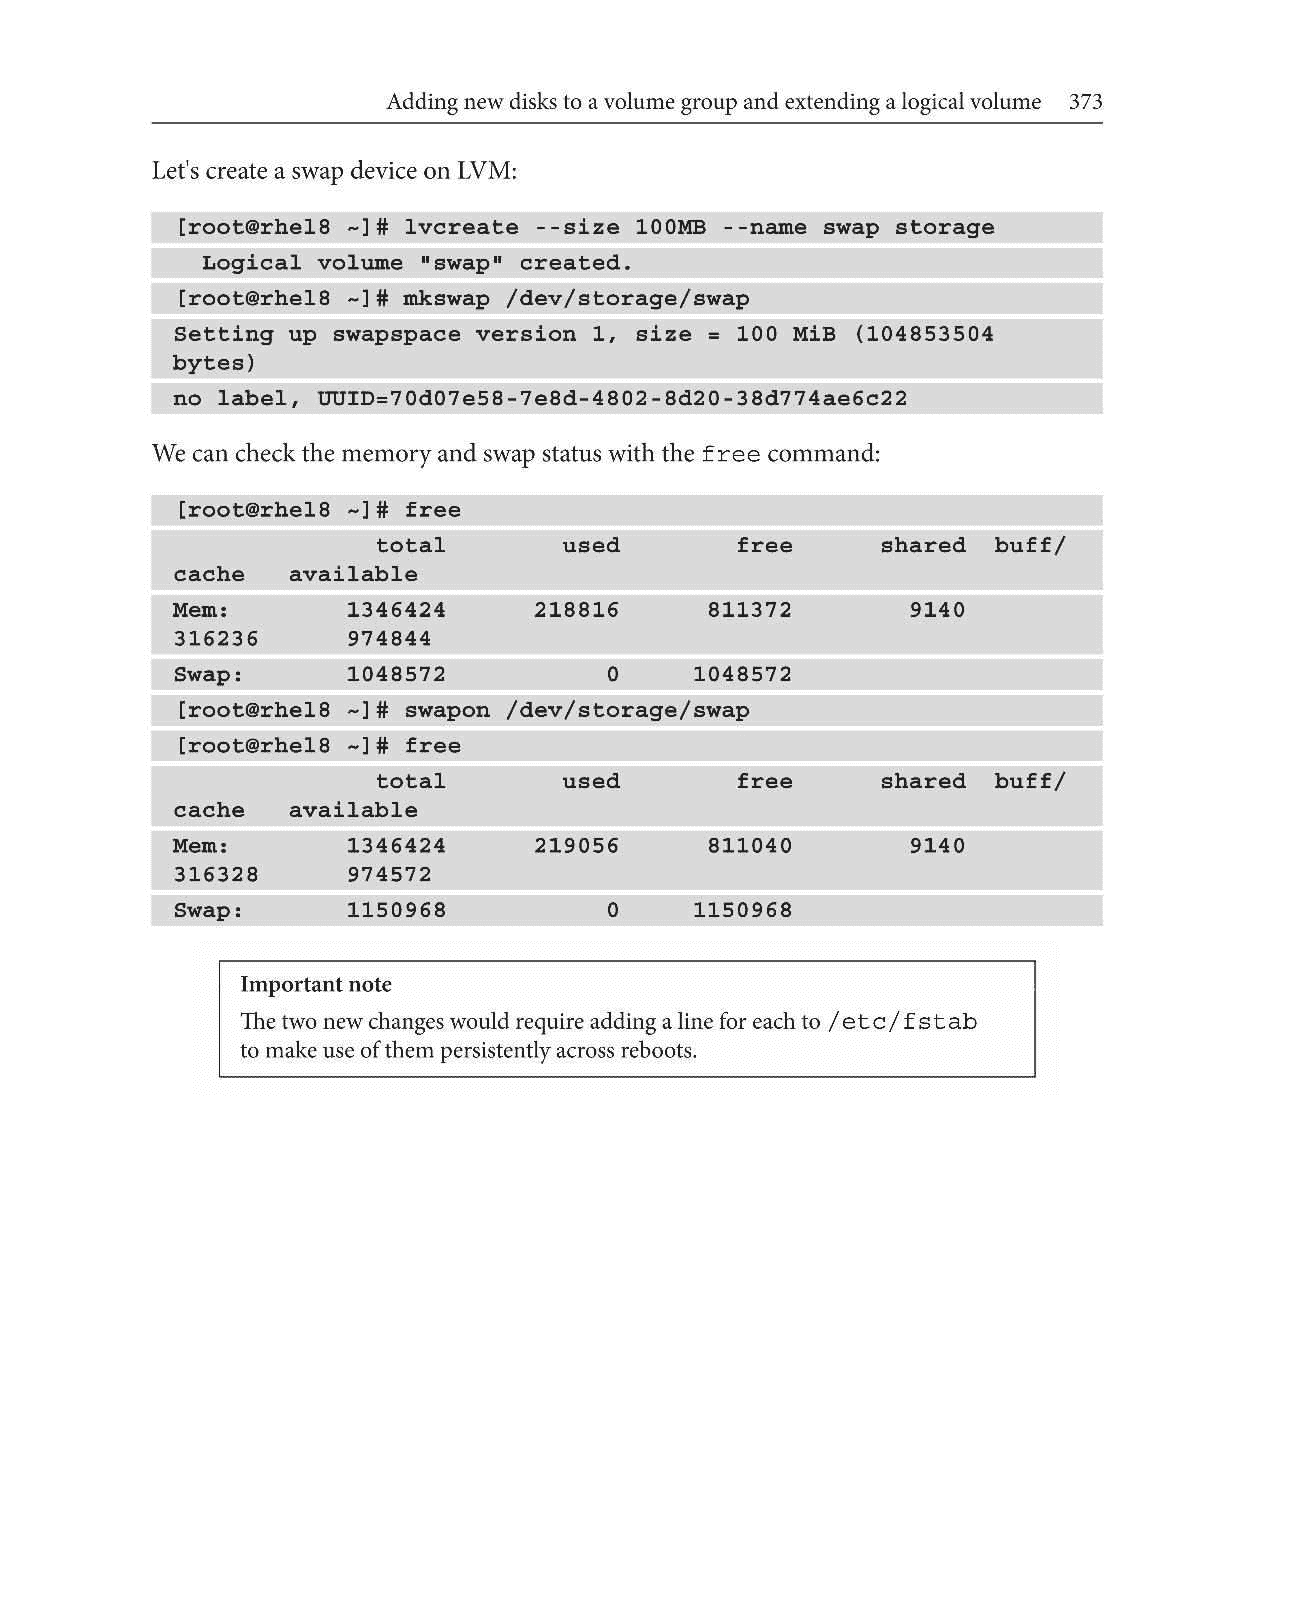 Adding new disks to a volume group and extending a logical volume 373
Let's create a swap device on LVM:
[root@rhel8 ~]# lvcreate --size 100MB --name swap storage
Logical volume "swap" created.
[root@rhel8 ~]# mkswap /dev/storage/swap
Setting up swapspace version 1, size = 100 MiB (104853504
bytes)
no label, UUID=70d07e58-7e8d-4802-8d20-38d774ae6c22
We can check the memory and swap status with the free command:
[root@rhel8 ~]# free
total used free shared buff/
cache available
Mem: 1346424 218816 811372 9140
316236 974844
Swap: 1048572 0 1048572
[root@rhel8 ~]# swapon /dev/storage/swap
[root@rhel8 ~]# free
total used free shared buff/
cache available
Mem: 1346424 219056 811040 9140
316328 974572
Swap: 1150968 0 1150968
Important note
The two new changes would require adding a line for each to /etc/fstab
to make use of them persistently across reboots.